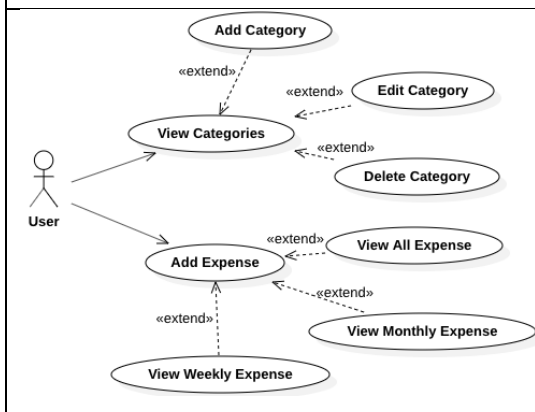 Add Category
«extend»
Edit Category
«extend»
View Categories
«extend»
Delete Category
User
«extend»
View All Expense
Add Expense
«extend»
«extend»
View Monthly Expense
View Weekly Expense